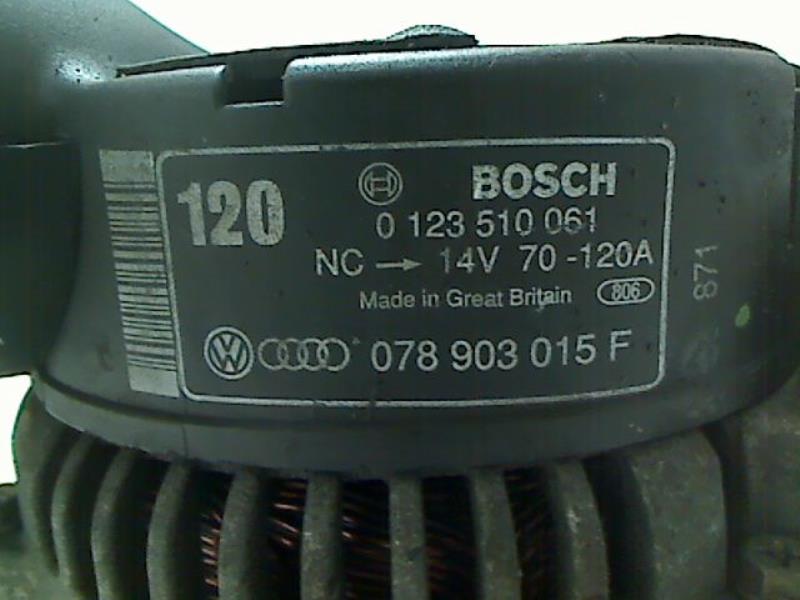 120
BOSCH
0 123 510 061
NC → 14V 70-120A
Made in Great Britain 806
VW 078 903 015 F
871